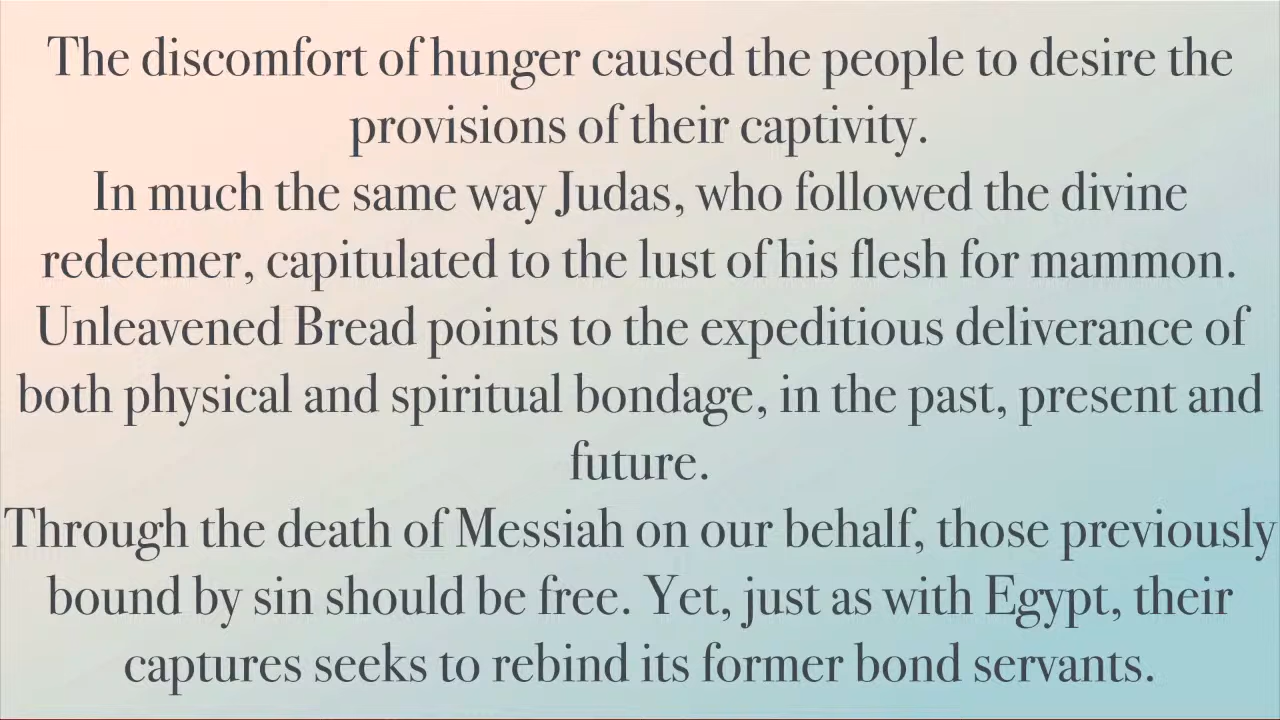 The discomfort of hunger caused the people to desire the
provisions of their captivity.
In much the same way Judas, who followed the divine
redeemer, capitulated to the lust of his flesh for mammon.
Unleavened Bread points to the expeditious deliverance of
both physical and spiritual bondage, in the past, present and
future.
Through the death of Messiah on our behalf, those previously
bound by sin should be free. Yet, just as with Egypt, their
captures seeks to rebind its former bond servants.